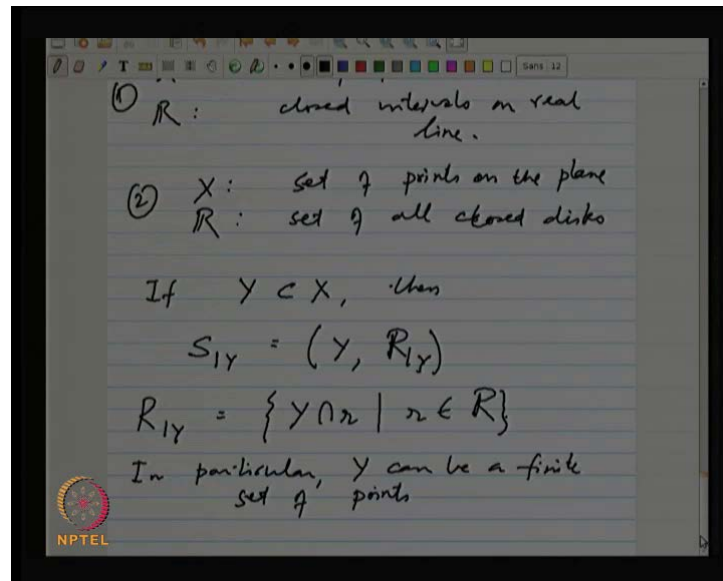 Sans 12
① ℝ : closed intervals on real
line.
② X : set of points on the plane
ℝ : set of all closed disks
If Y ⊂ X, then
S|Y = (Y, R|Y)
R|Y = { Y ∩ r | r ∈ R }
In particular, Y can be a finite
set of points
NPTEL